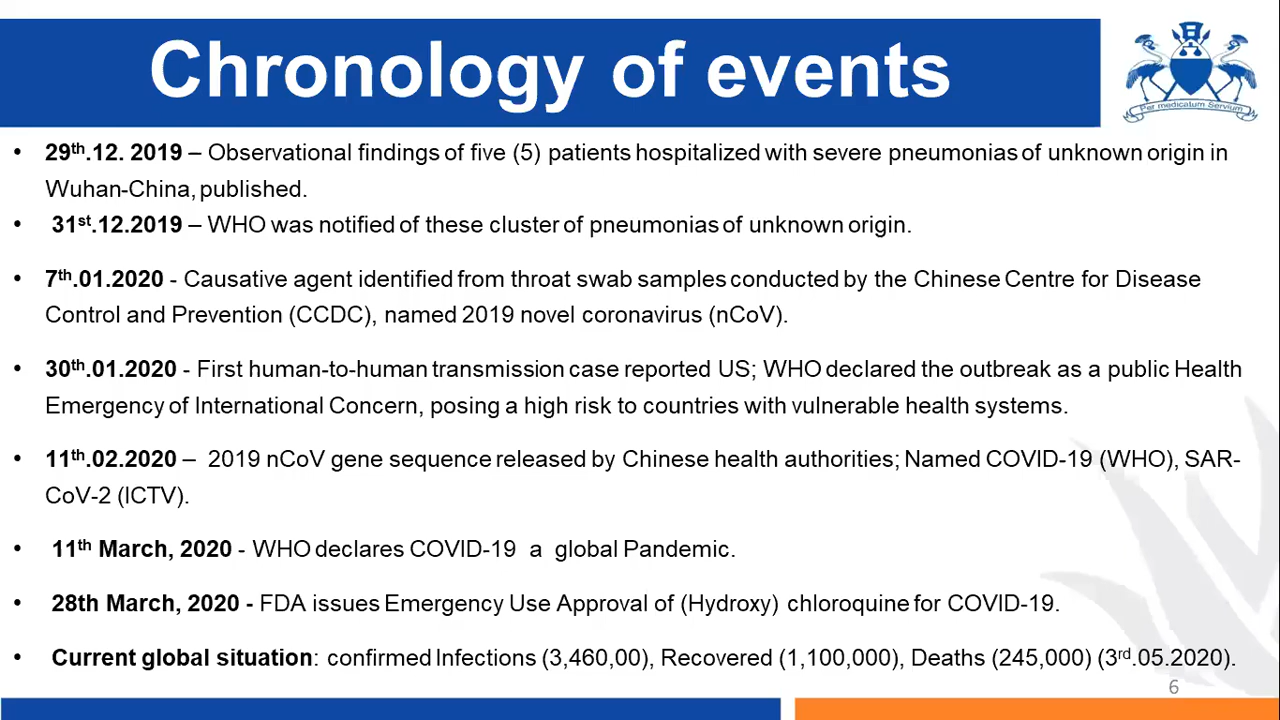 Chronology of events
Per medicatum Servium
• 29th.12. 2019 – Observational findings of five (5) patients hospitalized with severe pneumonias of unknown origin in
Wuhan-China, published.
• 31st.12.2019 – WHO was notified of these cluster of pneumonias of unknown origin.
• 7th.01.2020 - Causative agent identified from throat swab samples conducted by the Chinese Centre for Disease
Control and Prevention (CCDC), named 2019 novel coronavirus (nCoV).
• 30th.01.2020 - First human-to-human transmission case reported US; WHO declared the outbreak as a public Health
Emergency of International Concern, posing a high risk to countries with vulnerable health systems.
• 11th.02.2020 – 2019 nCoV gene sequence released by Chinese health authorities; Named COVID-19 (WHO), SAR-
CoV-2 (ICTV).
• 11th March, 2020 - WHO declares COVID-19 a global Pandemic.
• 28th March, 2020 - FDA issues Emergency Use Approval of (Hydroxy) chloroquine for COVID-19.
• Current global situation: confirmed Infections (3,460,00), Recovered (1,100,000), Deaths (245,000) (3rd.05.2020).
6